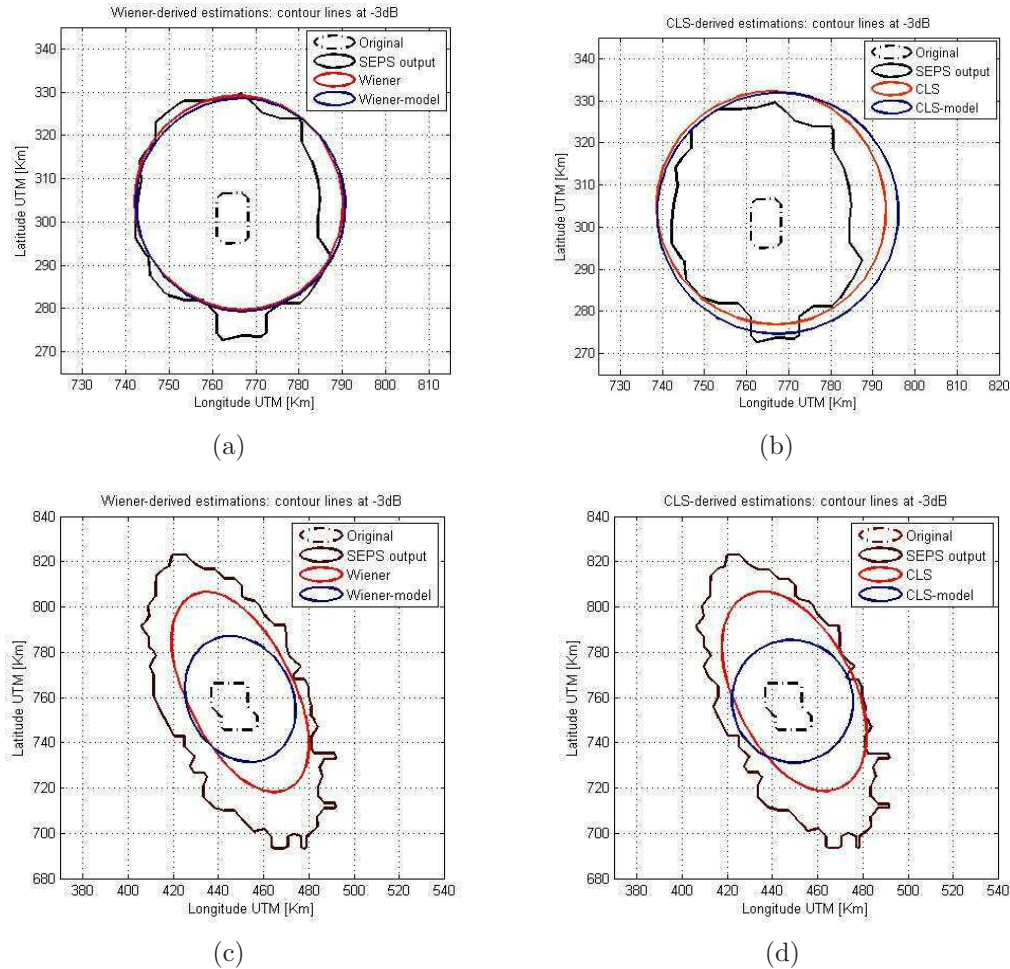 Wiener-derived estimations: contour lines at -3dB
Original
SEPS output
Wiener
Wiener-model
Latitude UTM [Km]
340
330
320
310
300
290
280
270
730 740 750 760 770 780 790 800 810
Longitude UTM [Km]
(a)
CLS-derived estimations: contour lines at -3dB
Original
SEPS output
CLS
CLS-model
Latitude UTM [Km]
340
330
320
310
300
290
280
270
730 740 750 760 770 780 790 800 810 820
Longitude UTM [Km]
(b)
Wiener-derived estimations: contour lines at -3dB
Original
SEPS output
Wiener
Wiener-model
Latitude UTM [Km]
840
820
800
780
760
740
720
700
680
380 400 420 440 460 480 500 520 540
Longitude UTM [Km]
(c)
CLS-derived estimations: contour lines at -3dB
Original
SEPS output
CLS
CLS-model
Latitude UTM [Km]
840
820
800
780
760
740
720
700
680
380 400 420 440 460 480 500 520 540
Longitude UTM [Km]
(d)